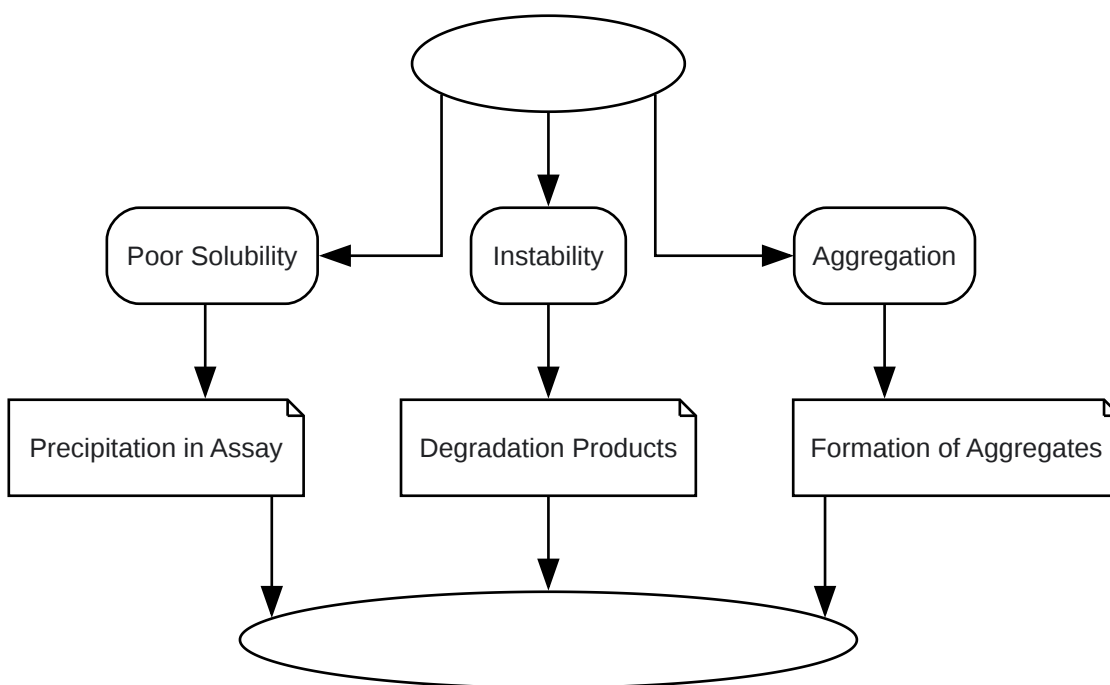 Poor Solubility
Instability
Aggregation
Precipitation in Assay
Degradation Products
Formation of Aggregates